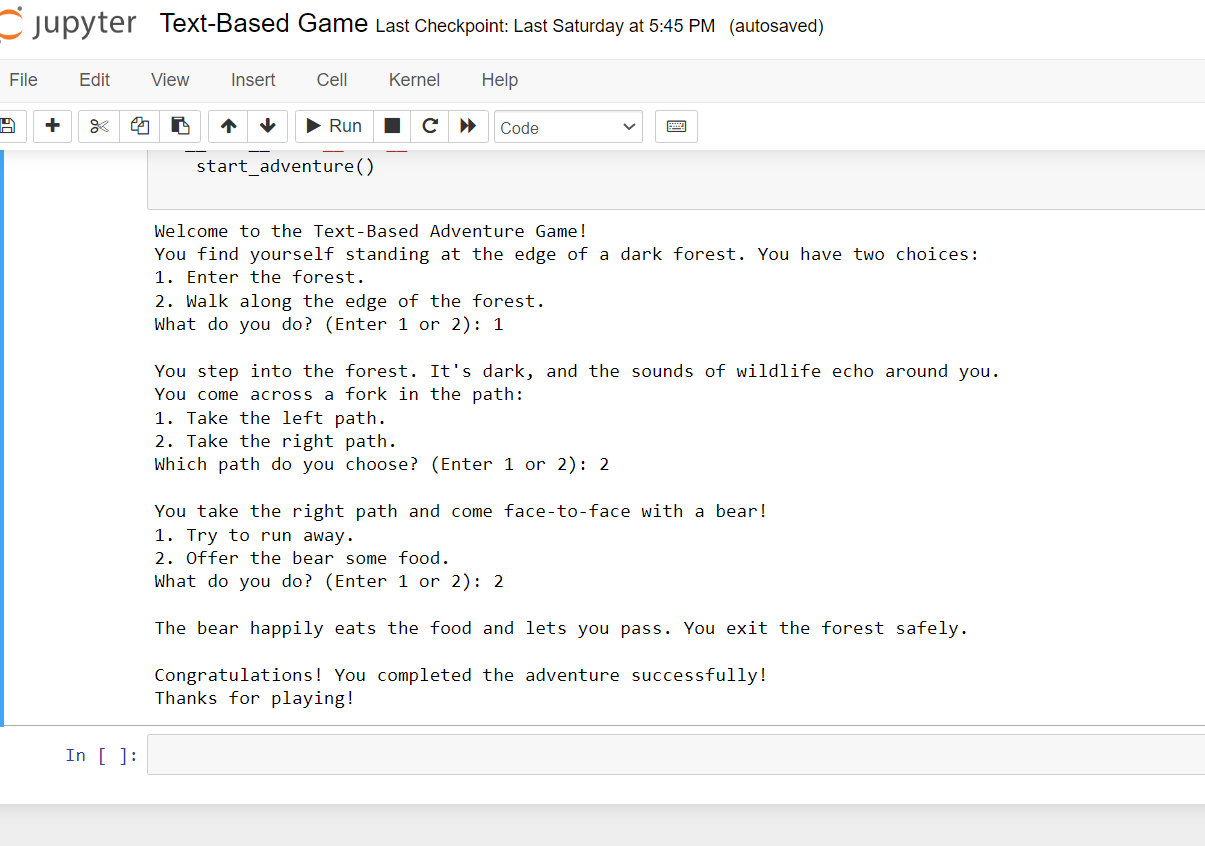 jupyter Text-Based Game Last Checkpoint: Last Saturday at 5:45 PM (autosaved)
File Edit View Insert Cell Kernel Help
Run Code
start_adventure()
Welcome to the Text-Based Adventure Game!
You find yourself standing at the edge of a dark forest. You have two choices:
1. Enter the forest.
2. Walk along the edge of the forest.
What do you do? (Enter 1 or 2): 1
You step into the forest. It's dark, and the sounds of wildlife echo around you.
You come across a fork in the path:
1. Take the left path.
2. Take the right path.
Which path do you choose? (Enter 1 or 2): 2
You take the right path and come face-to-face with a bear!
1. Try to run away.
2. Offer the bear some food.
What do you do? (Enter 1 or 2): 2
The bear happily eats the food and lets you pass. You exit the forest safely.
Congratulations! You completed the adventure successfully!
Thanks for playing!
In [ ]: